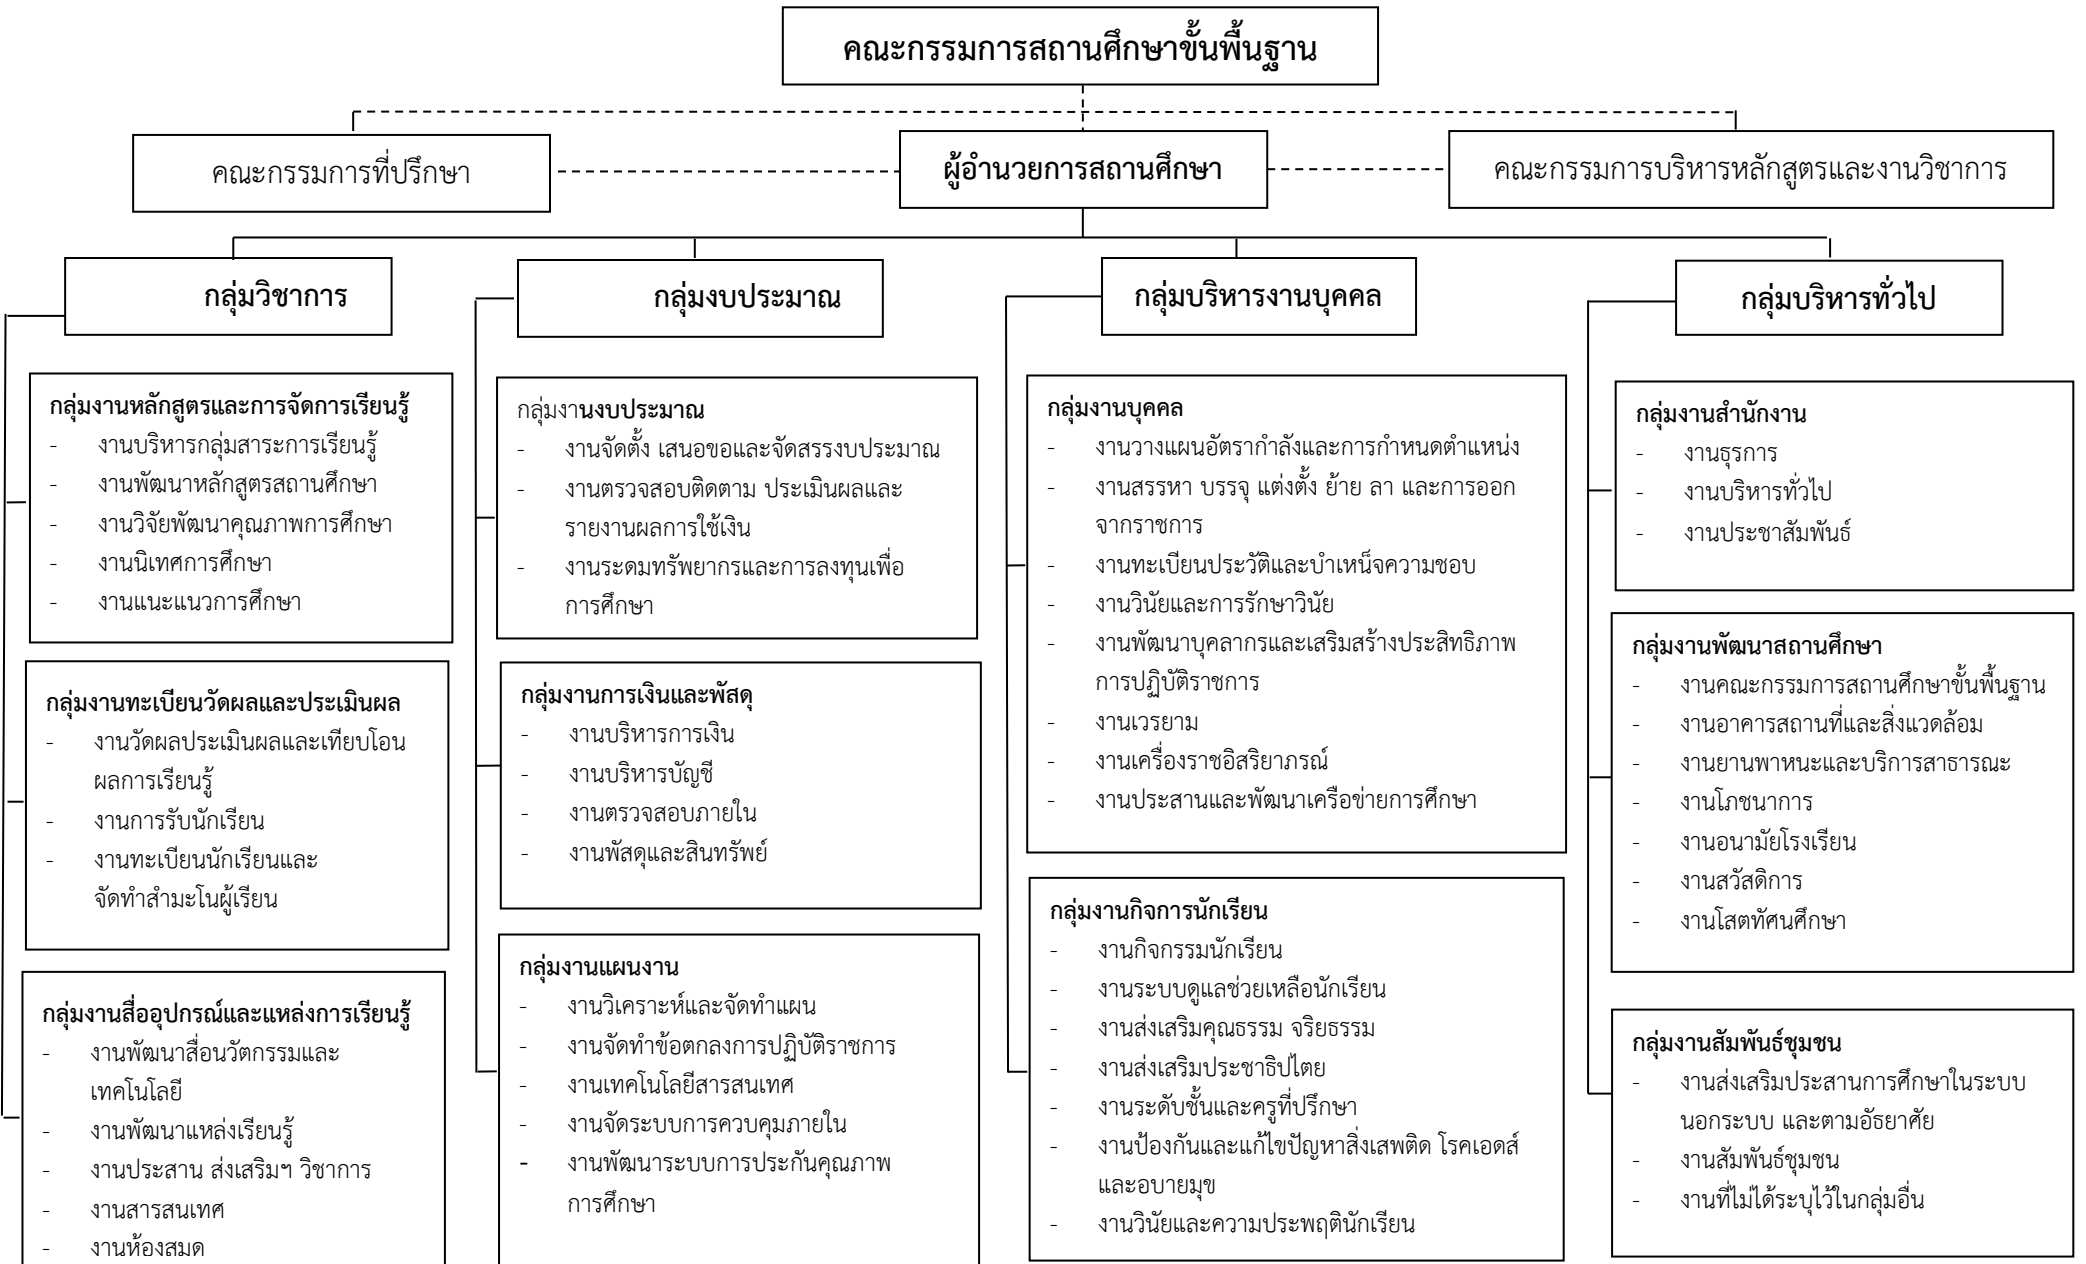 คณะกรรมการสถานศึกษาขั้นพื้นฐาน
คณะกรรมการที่ปรึกษา
ผู้อำนวยการสถานศึกษา
คณะกรรมการบริหารหลักสูตรและงานวิชาการ
กลุ่มวิชาการ
กลุ่มงบประมาณ
กลุ่มบริหารงานบุคคล
กลุ่มบริหารทั่วไป
กลุ่มงานหลักสูตรและการจัดการเรียนรู้
- งานบริหารกลุ่มสาระการเรียนรู้
- งานพัฒนาหลักสูตรสถานศึกษา
- งานวิจัยพัฒนาคุณภาพการศึกษา
- งานนิเทศการศึกษา
- งานแนะแนวการศึกษา
กลุ่มงานทะเบียนวัดผลและประเมินผล
- งานวัดผลประเมินผลและเทียบโอน
ผลการเรียนรู้
- งานการรับนักเรียน
- งานทะเบียนนักเรียนและ
จัดทำสำมะโนผู้เรียน
กลุ่มงานสื่ออุปกรณ์และแหล่งการเรียนรู้
- งานพัฒนาสื่อนวัตกรรมและ
เทคโนโลยี
- งานพัฒนาแหล่งเรียนรู้
- งานประสาน ส่งเสริมฯ วิชาการ
- งานสารสนเทศ
- งานห้องสมุด
กลุ่มงานงบประมาณ
- งานจัดตั้ง เสนอขอและจัดสรรงบประมาณ
- งานตรวจสอบติดตาม ประเมินผลและ
รายงานผลการใช้เงิน
- งานระดมทรัพยากรและการลงทุนเพื่อ
การศึกษา
กลุ่มงานการเงินและพัสดุ
- งานบริหารการเงิน
- งานบริหารบัญชี
- งานตรวจสอบภายใน
- งานพัสดุและสินทรัพย์
กลุ่มงานแผนงาน
- งานวิเคราะห์และจัดทำแผน
- งานจัดทำข้อตกลงการปฏิบัติราชการ
- งานเทคโนโลยีสารสนเทศ
- งานจัดระบบการควบคุมภายใน
- งานพัฒนาระบบการประกันคุณภาพ
การศึกษา
กลุ่มงานบุคคล
- งานวางแผนอัตรากำลังและการกำหนดตำแหน่ง
- งานสรรหา บรรจุ แต่งตั้ง ย้าย ลา และการออก
จากราชการ
- งานทะเบียนประวัติและบำเหน็จความชอบ
- งานวินัยและการรักษาวินัย
- งานพัฒนาบุคลากรและเสริมสร้างประสิทธิภาพ
การปฏิบัติราชการ
- งานเวรยาม
- งานเครื่องราชอิสริยาภรณ์
- งานประสานและพัฒนาเครือข่ายการศึกษา
กลุ่มงานกิจการนักเรียน
- งานกิจกรรมนักเรียน
- งานระบบดูแลช่วยเหลือนักเรียน
- งานส่งเสริมคุณธรรม จริยธรรม
- งานส่งเสริมประชาธิปไตย
- งานระดับชั้นและครูที่ปรึกษา
- งานป้องกันและแก้ไขปัญหาสิ่งเสพติด โรคเอดส์
และอบายมุข
- งานวินัยและความประพฤตินักเรียน
กลุ่มงานสำนักงาน
- งานธุรการ
- งานบริหารทั่วไป
- งานประชาสัมพันธ์
กลุ่มงานพัฒนาสถานศึกษา
- งานคณะกรรมการสถานศึกษาขั้นพื้นฐาน
- งานอาคารสถานที่และสิ่งแวดล้อม
- งานยานพาหนะและบริการสาธารณะ
- งานโภชนาการ
- งานอนามัยโรงเรียน
- งานสวัสดิการ
- งานโสตทัศนศึกษา
กลุ่มงานสัมพันธ์ชุมชน
- งานส่งเสริมประสานการศึกษาในระบบ
นอกระบบ และตามอัธยาศัย
- งานสัมพันธ์ชุมชน
- งานที่ไม่ได้ระบุไว้ในกลุ่มอื่น